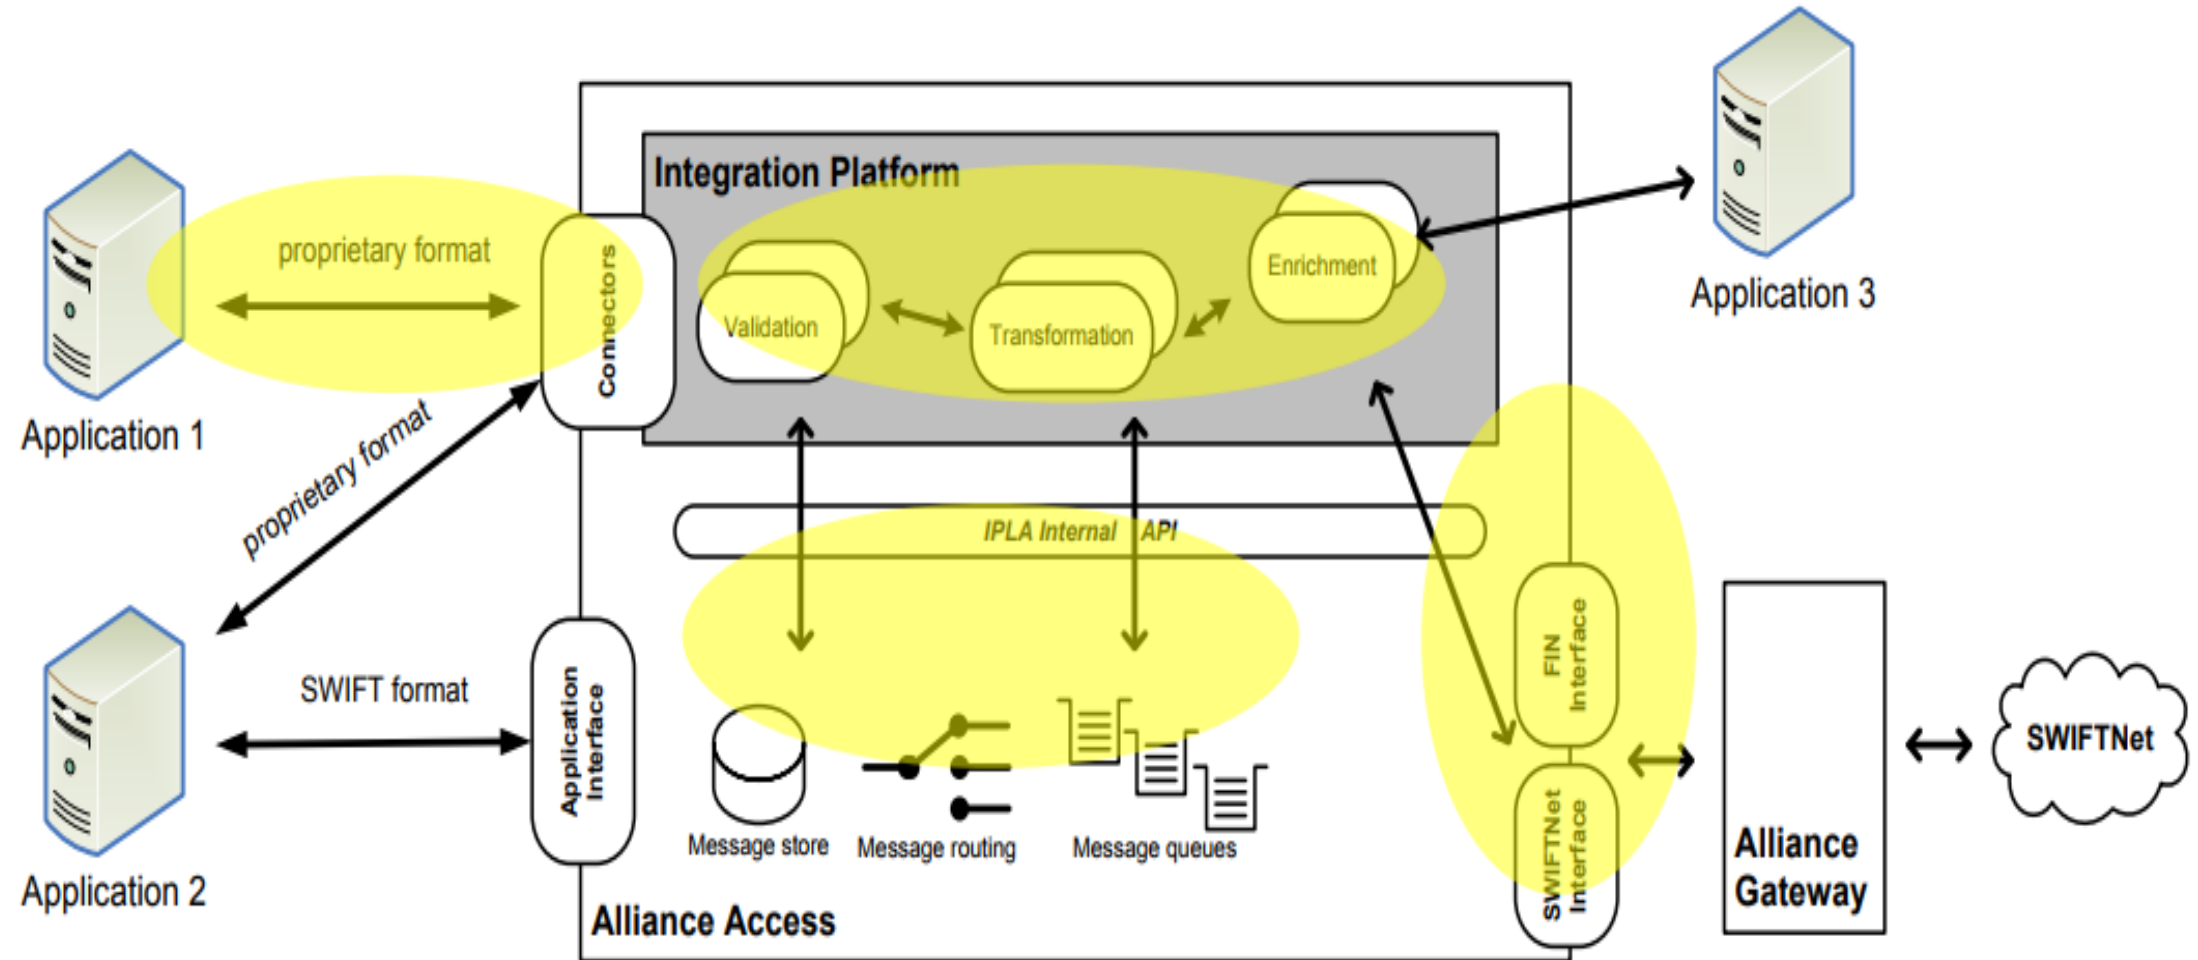 Integration Platform
proprietary format
Connectors
Validation
Transformation
Enrichment
Application 3
Application 1
proprietary format
IPLA Internal API
SWIFT format
Application
Interface
FIN
Interface
SWIFTNet
Interface
SWIFTNet
Message store
Message routing
Message queues
Alliance
Gateway
Application 2
Alliance Access